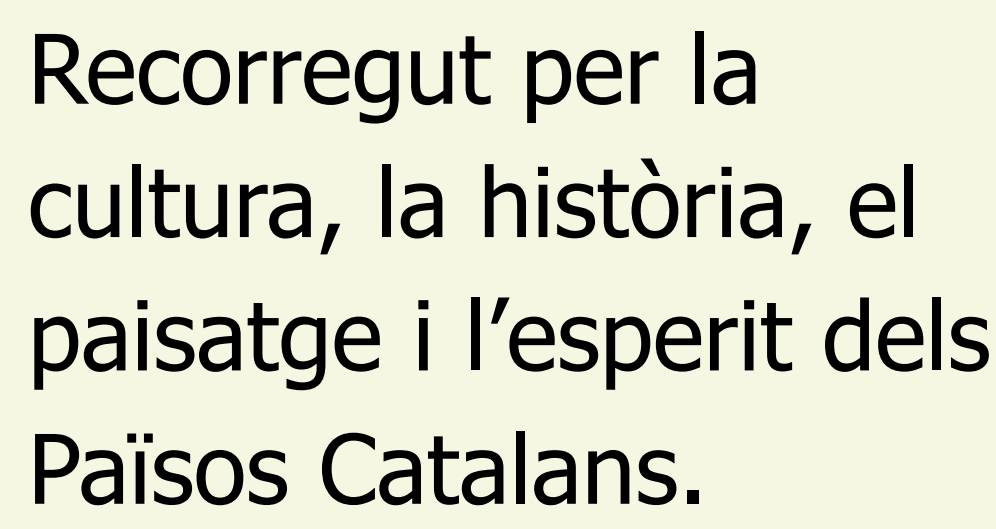 Recorregut per la
cultura, la història, el
paisatge i l’esperit dels
Països Catalans.